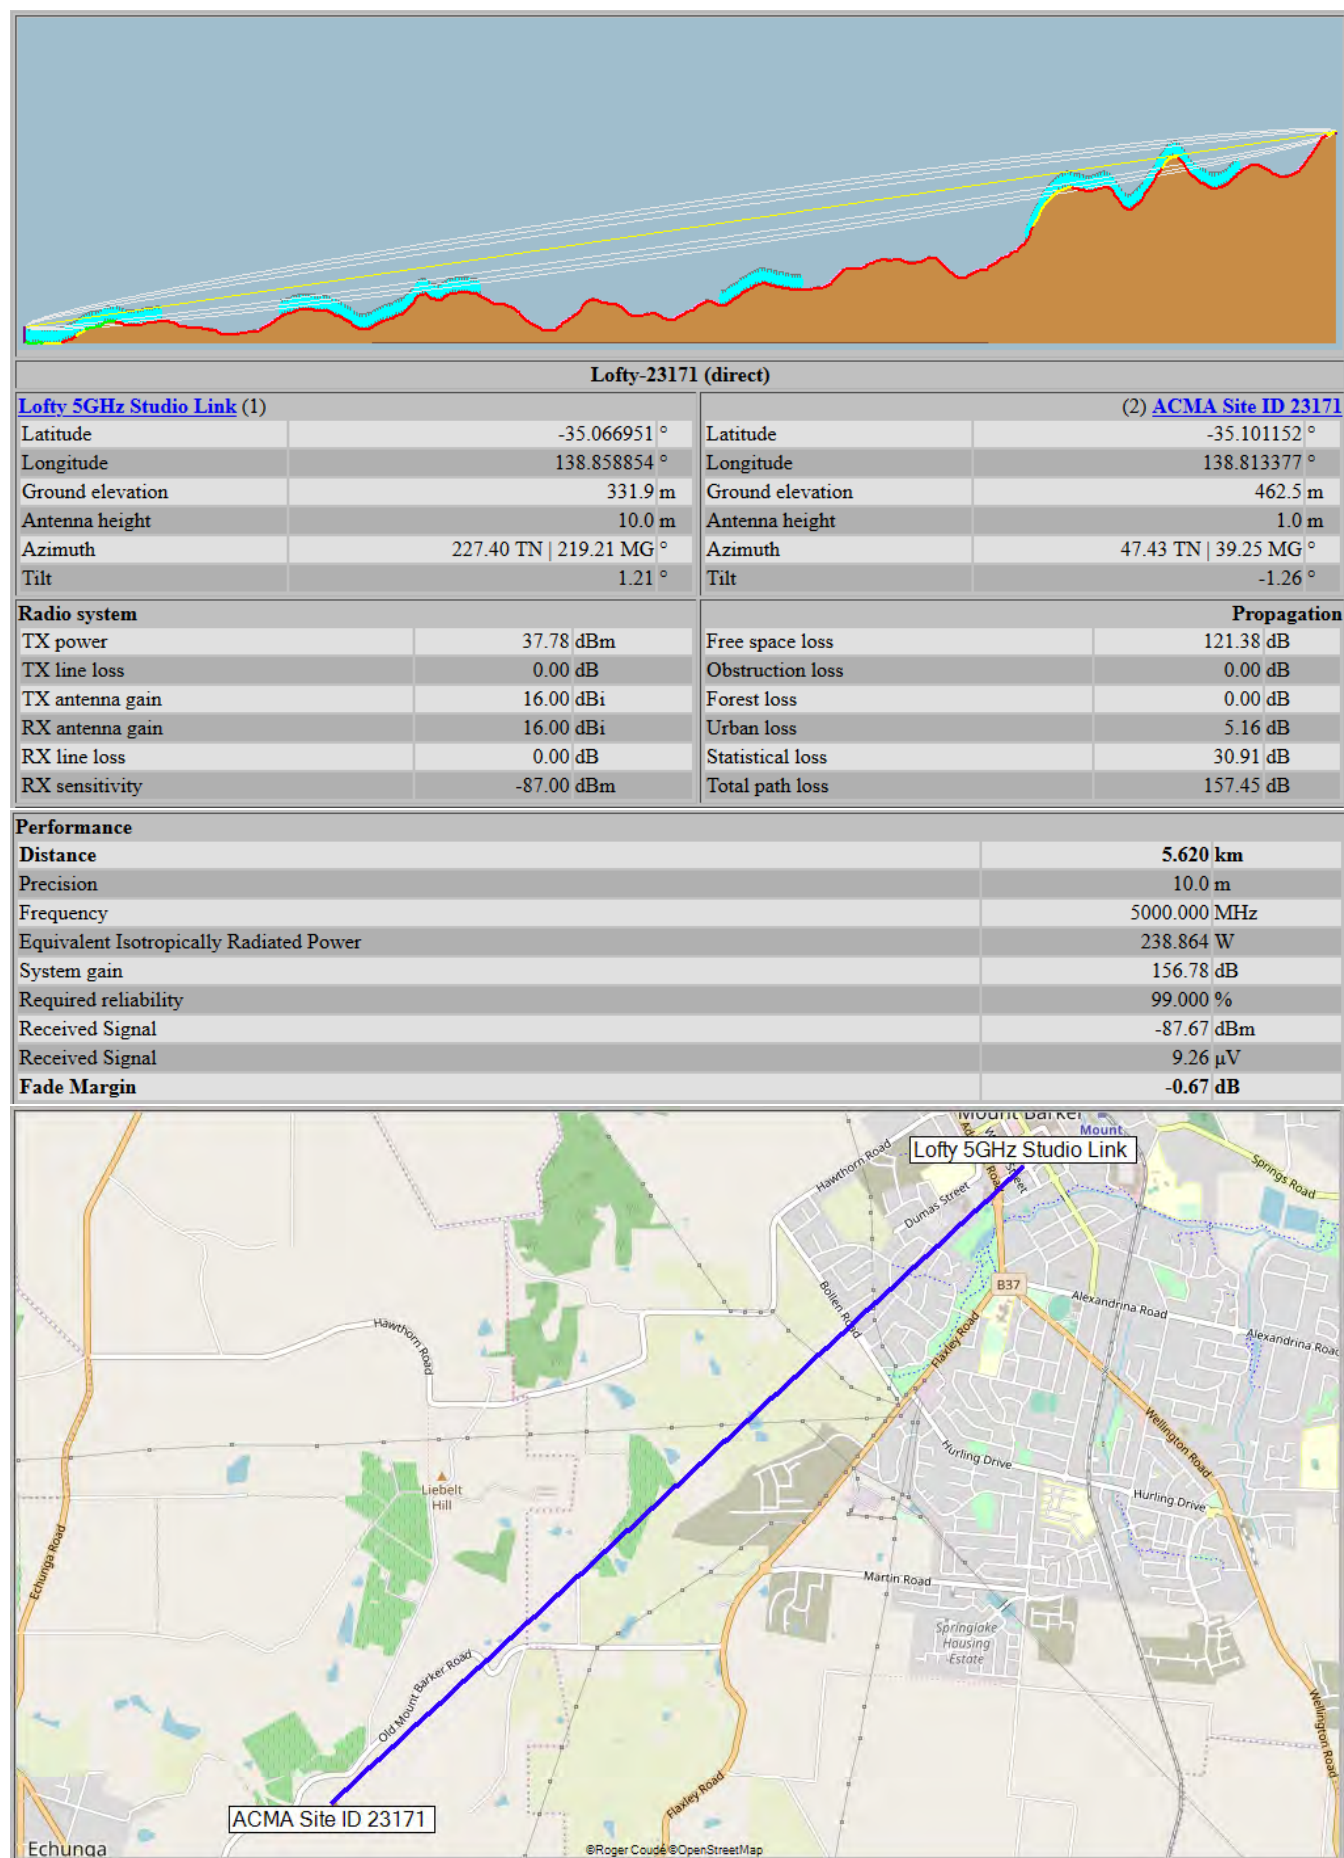 Lofty-23171 (direct)
Lofty 5GHz Studio Link (1)
(2) ACMA Site ID 23171
Latitude -35.066951 ° Latitude -35.101152 °
Longitude 138.858854 ° Longitude 138.813377 °
Ground elevation 331.9 m Ground elevation 462.5 m
Antenna height 10.0 m Antenna height 1.0 m
Azimuth 227.40 TN | 219.21 MG ° Azimuth 47.43 TN | 39.25 MG °
Tilt 1.21 ° Tilt -1.26 °
Radio system Propagation
TX power 37.78 dBm Free space loss 121.38 dB
TX line loss 0.00 dB Obstruction loss 0.00 dB
TX antenna gain 16.00 dBi Forest loss 0.00 dB
RX antenna gain 16.00 dBi Urban loss 5.16 dB
RX line loss 0.00 dB Statistical loss 30.91 dB
RX sensitivity -87.00 dBm Total path loss 157.45 dB
Performance
Distance 5.620 km
Precision 10.0 m
Frequency 5000.000 MHz
Equivalent Isotropically Radiated Power 238.864 W
System gain 156.78 dB
Required reliability 99.000 %
Received Signal -87.67 dBm
Received Signal 9.26 µV
Fade Margin -0.67 dB
Mount Barker
Mount
Lofty 5GHz Studio Link
Hawthorn Road
Springs Road
Dumas Street
Street
Road
B37
Bollen Road
Alexandrina Road
Hawthorn Road
Flaxley Road
Alexandrina Road
Wellington Road
Hurling Drive
Liebelt
Hill
Hurling Drive
Echunga Road
Martin Road
Springlake
Housing
Estate
Old Mount Barker Road
Wellington Road
Flaxley Road
ACMA Site ID 23171
Echunga
©Roger Coudé ©OpenStreetMap